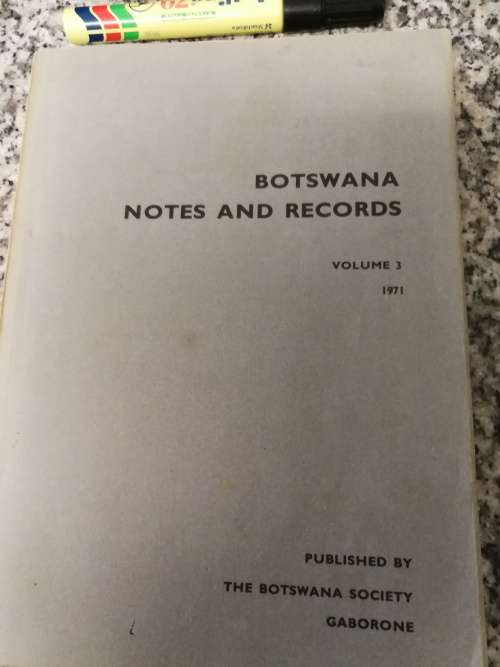 BOTSWANA
NOTES AND RECORDS
VOLUME 3
1971
PUBLISHED BY
THE BOTSWANA SOCIETY
GABORONE